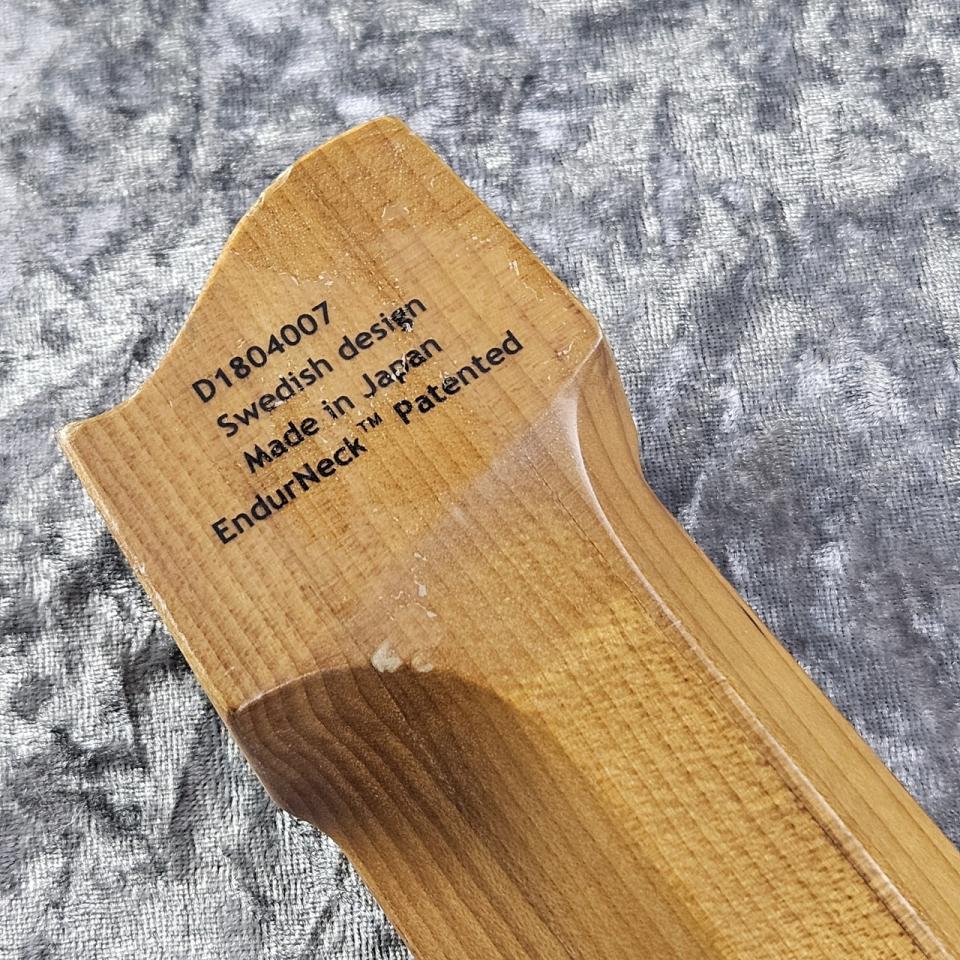 D1804007
Swedish design
Made in Japan
EndurNeck™ Patented